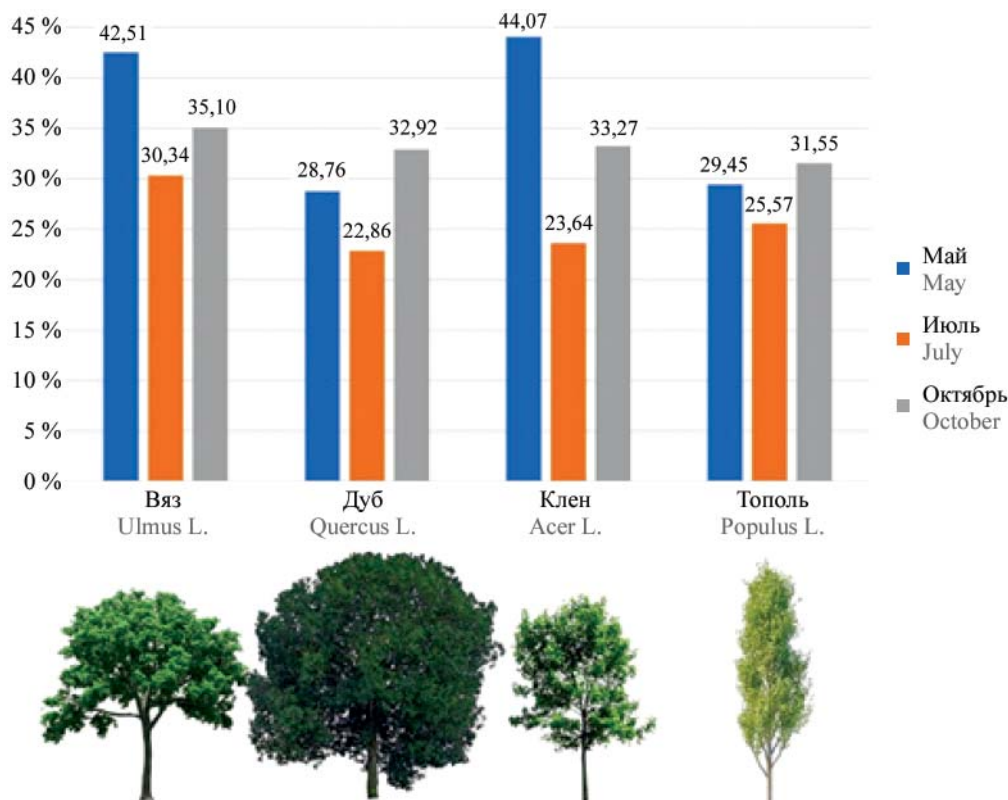 45 %
40 %
35 %
30 %
25 %
20 %
15 %
10 %
5 %
0 %
42,51
30,34
35,10
28,76
22,86
32,92
44,07
23,64
33,27
29,45
25,57
31,55
Вяз
Ulmus L.
Дуб
Quercus L.
Клен
Acer L.
Тополь
Populus L.
Май
May
Июль
July
Октябрь
October